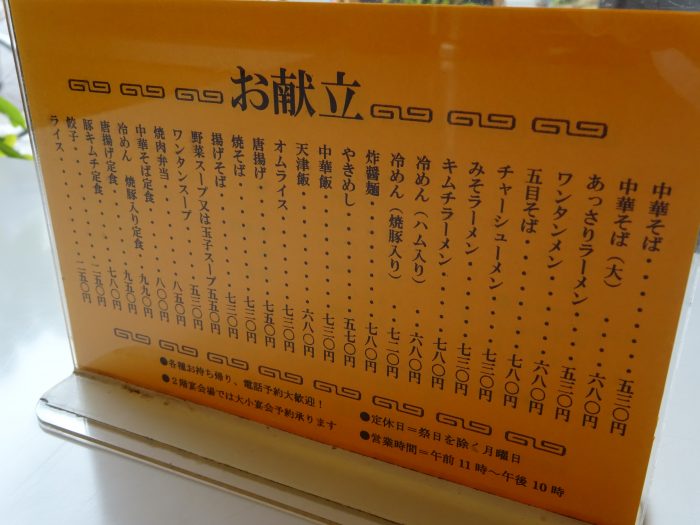 お献立
中華そば・・・・・・・五三〇円
中華そば（大）・・・・・六八〇円
あっさりラーメン・・・・五三〇円
ワンタンメン・・・・・・六八〇円
五目そば・・・・・・・七八〇円
チャーシューメン・・・・七三〇円
みそラーメン・・・・・・七三〇円
キムチラーメン・・・・・七八〇円
冷めん（ハム入り）・・・六八〇円
冷めん（焼豚入り）・・・七二〇円
炸醤麺・・・・・・・・七八〇円
やきめし・・・・・・・五七〇円
中華飯・・・・・・・・七三〇円
天津飯・・・・・・・・六八〇円
オムライス・・・・・・七三〇円
唐揚げ・・・・・・・・七五〇円
焼そば・・・・・・・・七三〇円
揚げそば・・・・・・・七三〇円
野菜スープ又は玉子スープ五五〇円
ワンタンスープ・・・・・五三〇円
焼肉弁当・・・・・・・八五〇円
中華そば定食・・・・・・八〇〇円
冷めん 焼豚入り定食・・九九〇円
唐揚げ定食・・・・・・九五〇円
豚キムチ定食・・・・・・七八〇円
餃子・・・・・・・・・二五〇円
ライス・・・・・・・・二五〇円
●各種お持ち帰り、電話予約大歓迎！
●2階宴会場では大小宴会予約承ります
●定休日＝祭日を除く月曜日
●営業時間＝午前11時～午後10時